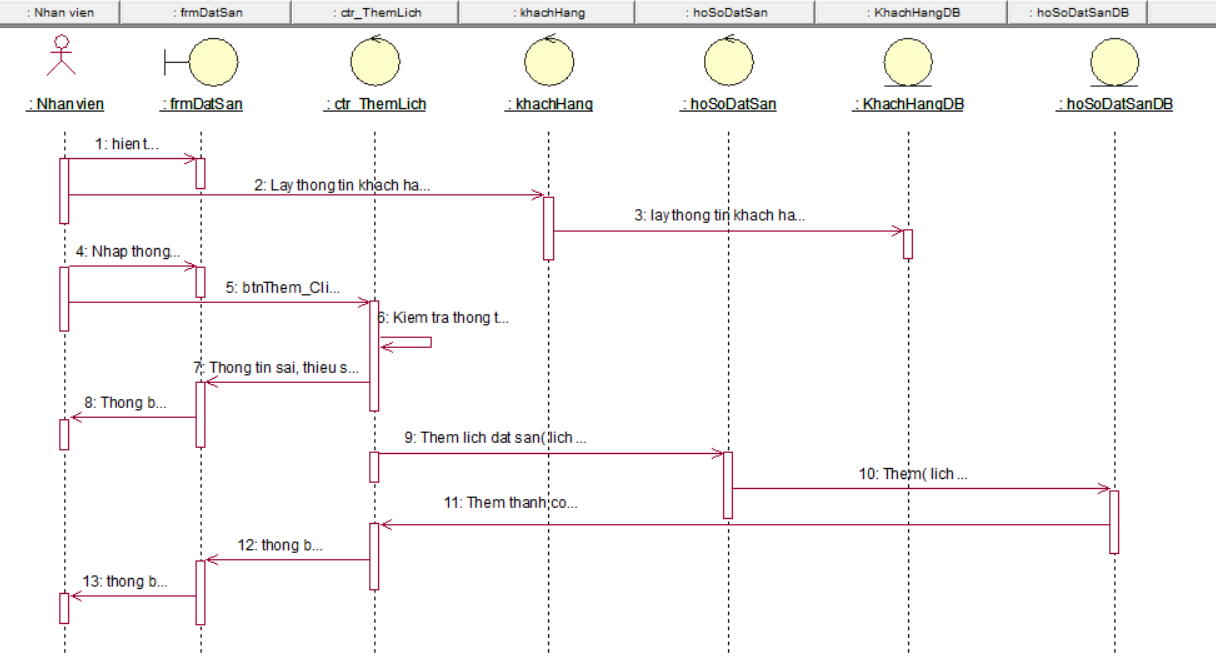 : Nhan vien
: frmDatSan
: ctr_ThemLich
: khachHang
: hoSoDatSan
: KhachHangDB
: hoSoDatSanDB
: Nhanvien
: frmDatSan
: ctr_ThemLich
: khachHang
: hoSoDatSan
: KhachHangDB
: hoSoDatSanDB
1: hien t...
2: Lay thong tin khach ha...
3: lay thong tin khach ha...
4: Nhap thong...
5: btnThem_Cli...
6: Kiem tra thong t...
7: Thong tin sai, thieu s...
8: Thong b...
9: Them lich dat san( lich ...
10: Them( lich ...
11: Them thanh co...
12: thong b...
13: thong b...